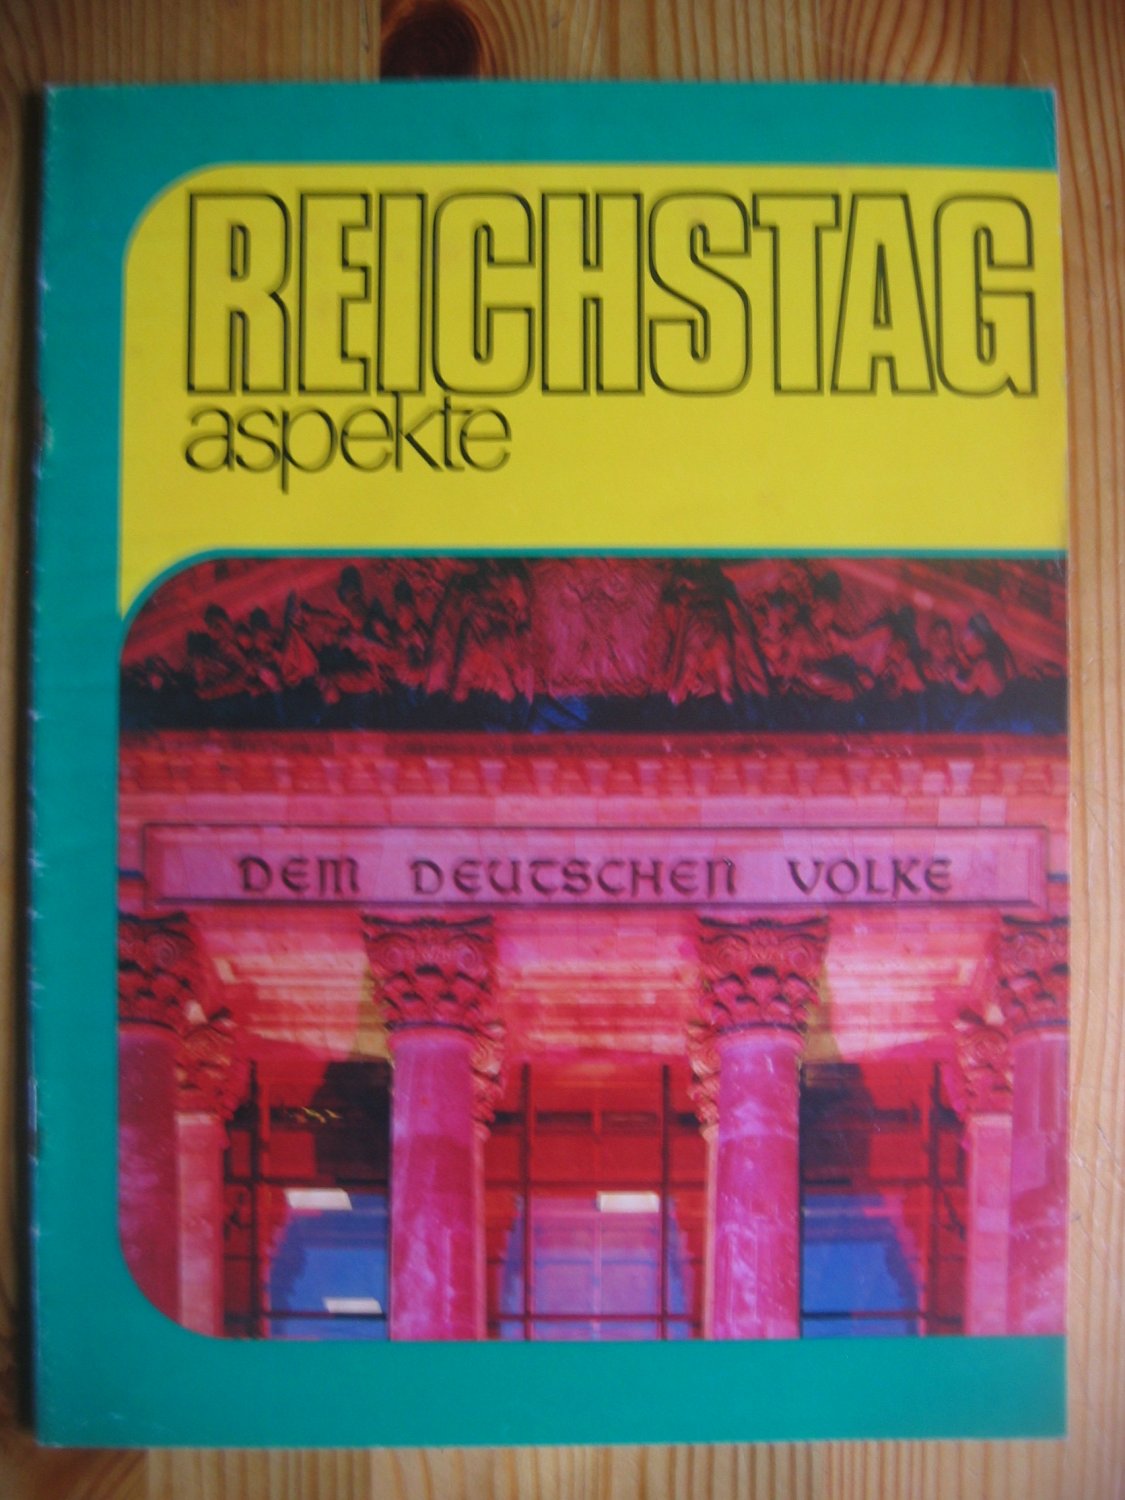 REICHSTAG
aspekte
DEM DEUTSCHEN VOLKE